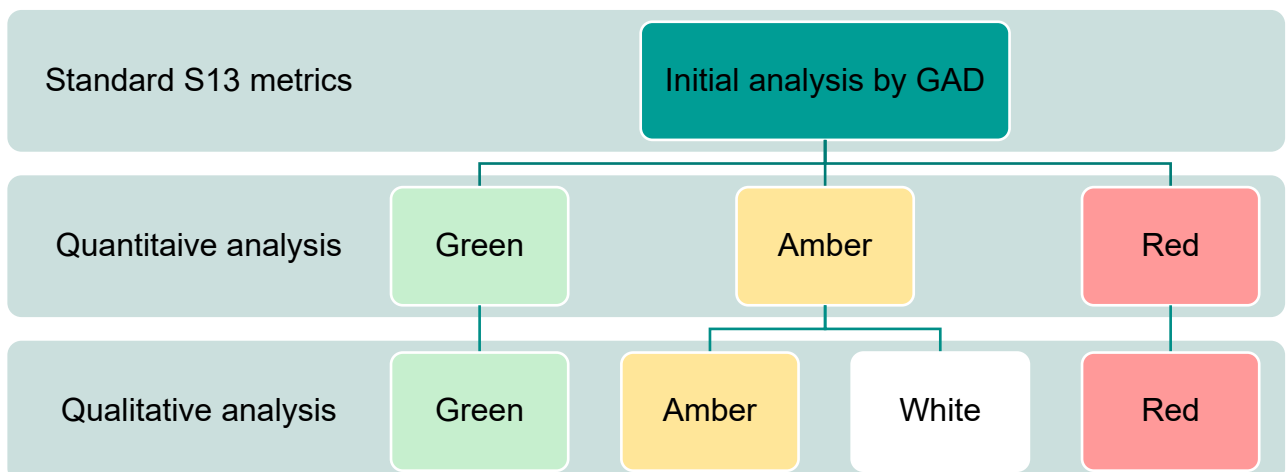 Standard S13 metrics
Initial analysis by GAD
Quantitaive analysis
Green
Amber
Red
Qualitative analysis
Green
Amber
White
Red